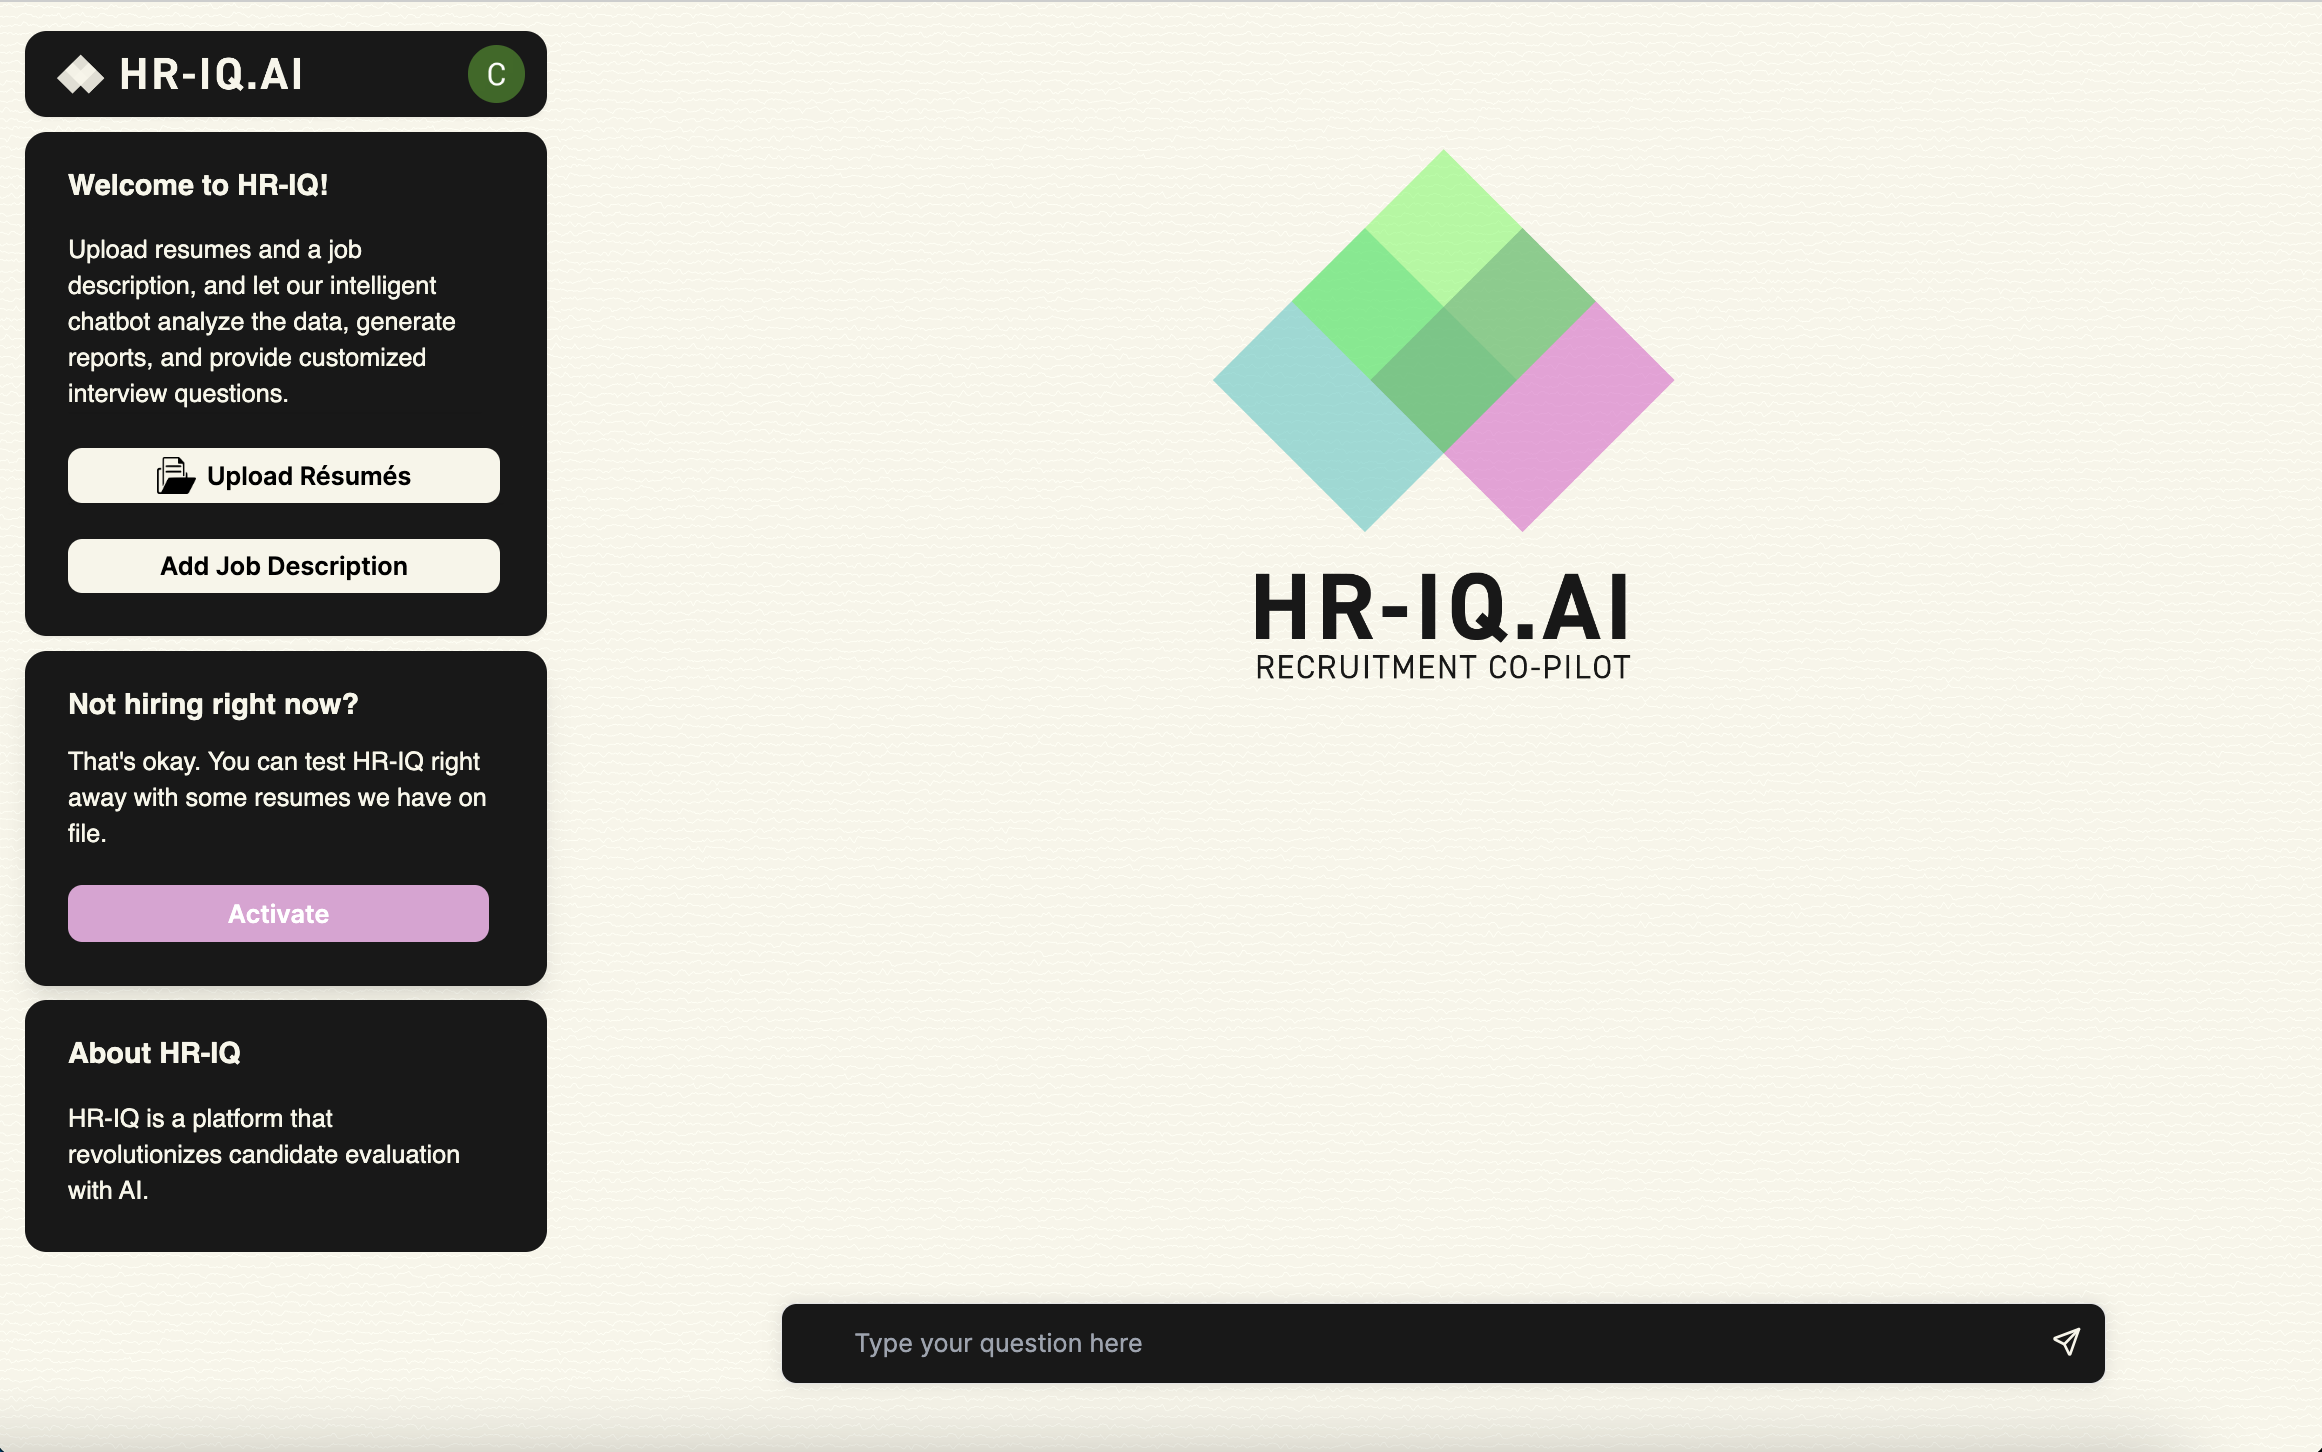 HR-IQ.AI
C
Welcome to HR-IQ!
Upload resumes and a job
description, and let our intelligent
chatbot analyze the data, generate
reports, and provide customized
interview questions.
Upload Résumés
Add Job Description
Not hiring right now?
That's okay. You can test HR-IQ right
away with some resumes we have on
file.
Activate
About HR-IQ
HR-IQ is a platform that
revolutionizes candidate evaluation
with AI.
HR-IQ.AI
RECRUITMENT CO-PILOT
Type your question here